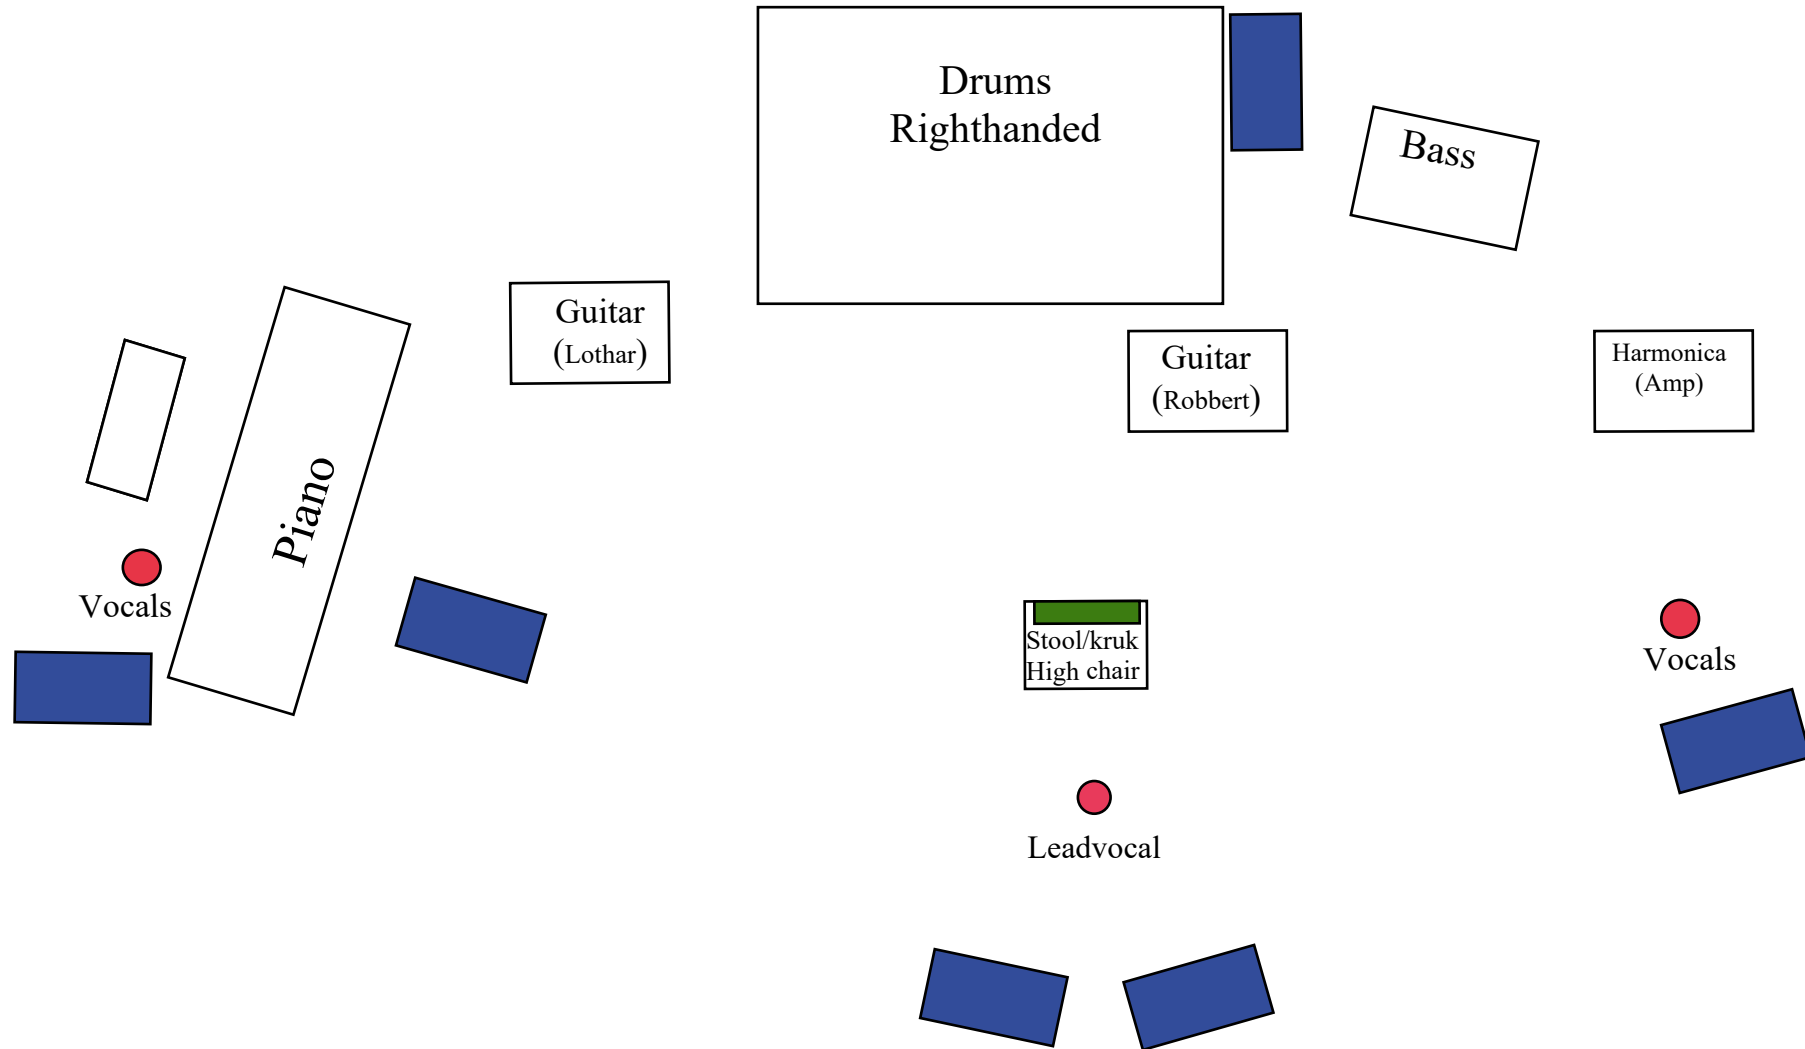 Drums
Righthanded
Bass
Guitar
(Lothar)
Guitar
(Robbert)
Harmonica
(Amp)
Piano
Vocals
Stool/kruk
High chair
Vocals
Leadvocal